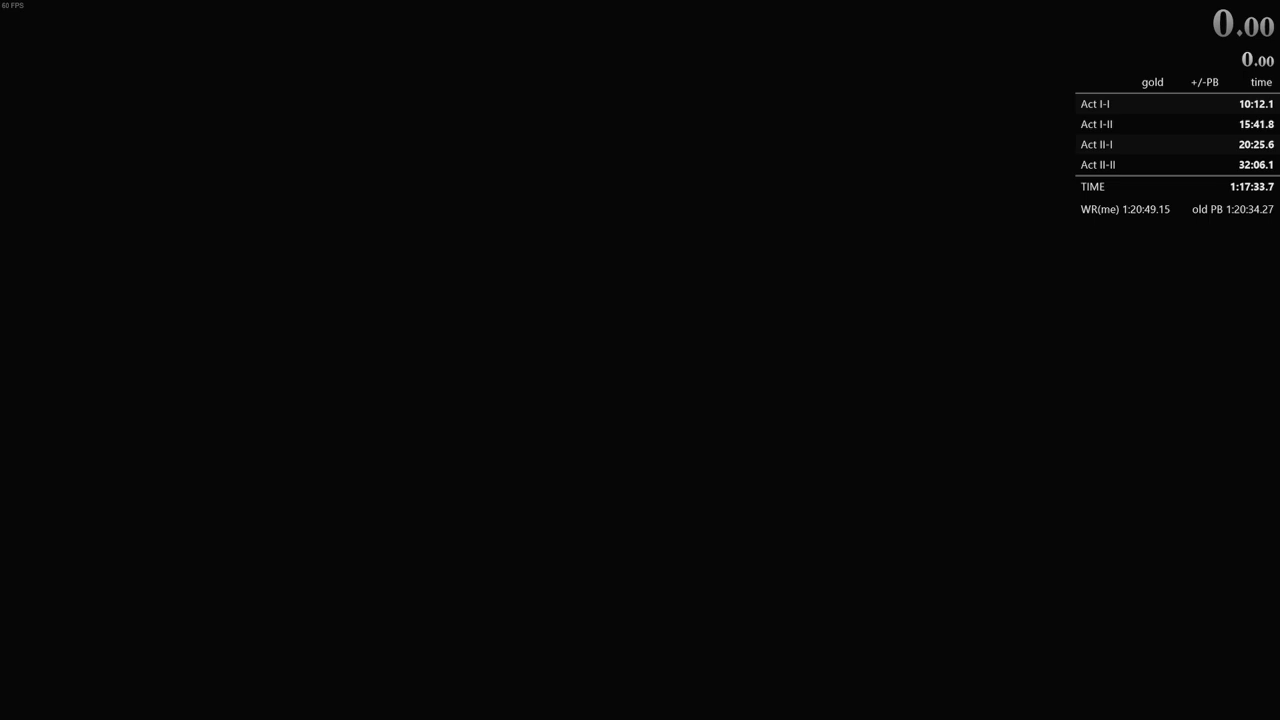 60 FPS
0.00
0.00
gold +/-PB time
Act I-I 10:12.1
Act I-II 15:41.8
Act II-I 20:25.6
Act II-II 32:06.1
TIME 1:17:33.7
WR(me) 1:20:49.15 old PB 1:20:34.27